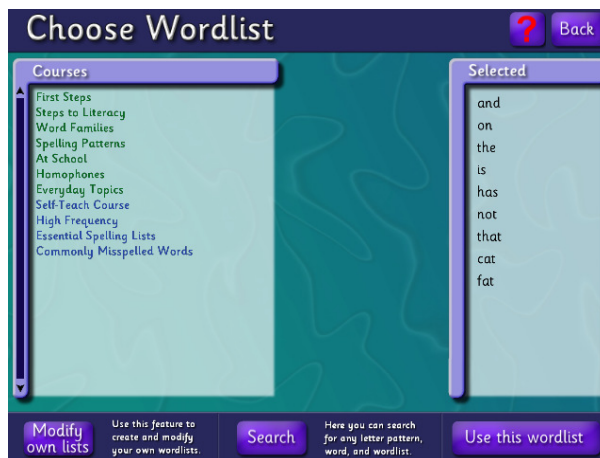 Choose Wordlist
?
Back
Courses
First Steps
Steps to Literacy
Word Families
Spelling Patterns
At School
Homophones
Everyday Topics
Self-Teach Course
High Frequency
Essential Spelling Lists
Commonly Misspelled Words
Selected
and
on
the
is
has
not
that
cat
fat
Modify
own lists
Use this feature to
create and modify
your own wordlists.
Search
Here you can search
for any letter pattern,
word, and wordlist.
Use this wordlist